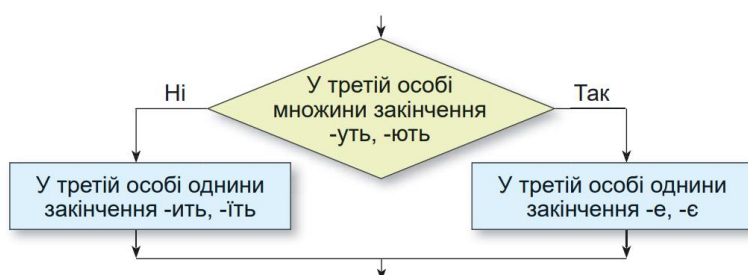 У третій особі
множини закінчення
-уть, -ють
Ні
Так
У третій особі однини
закінчення -ить, -їть
У третій особі однини
закінчення -е, -є